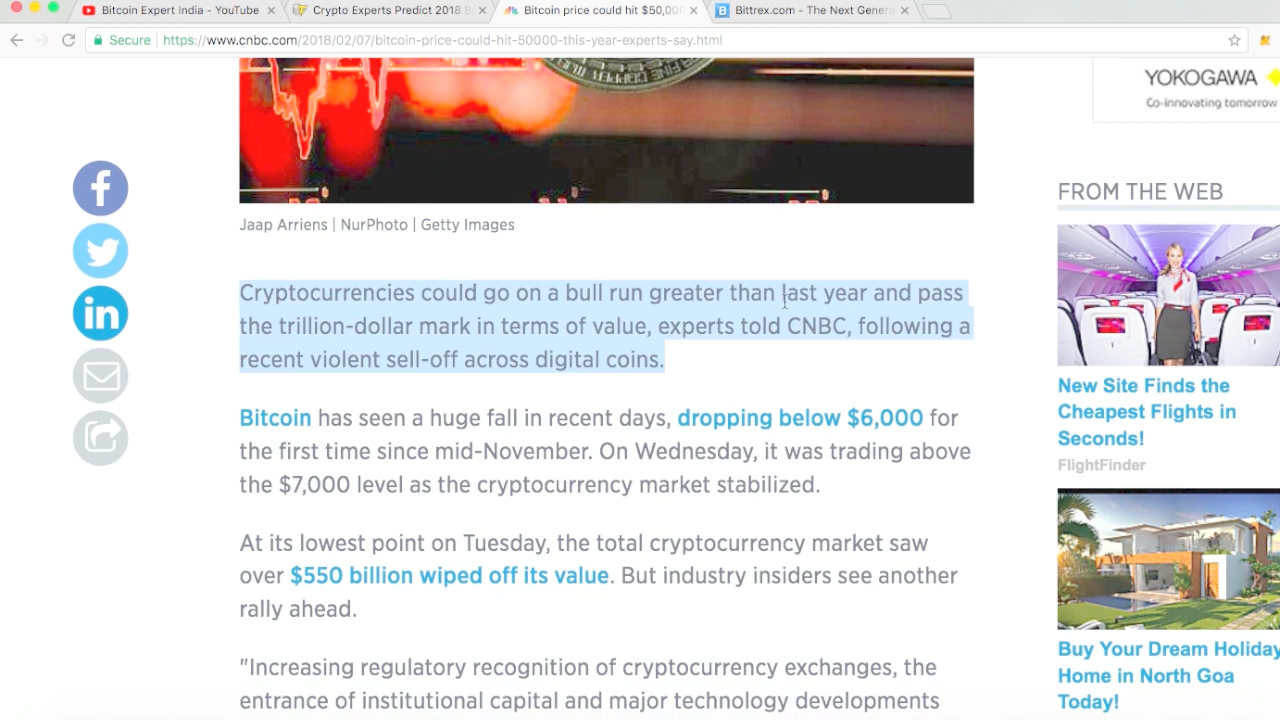 Bitcoin Expert India - YouTube
Crypto Experts Predict 2018 B
Bitcoin price could hit $50,000
Bittrex.com - The Next Genera
Secure
https://www.cnbc.com/2018/02/07/bitcoin-price-could-hit-50000-this-year-experts-say.html
YOKOGAWA
Co-innovating tomorrow
Jaap Arriens | NurPhoto | Getty Images
Cryptocurrencies could go on a bull run greater than last year and pass
the trillion-dollar mark in terms of value, experts told CNBC, following a
recent violent sell-off across digital coins.
Bitcoin has seen a huge fall in recent days, dropping below $6,000 for
the first time since mid-November. On Wednesday, it was trading above
the $7,000 level as the cryptocurrency market stabilized.
At its lowest point on Tuesday, the total cryptocurrency market saw
over $550 billion wiped off its value. But industry insiders see another
rally ahead.
"Increasing regulatory recognition of cryptocurrency exchanges, the
entrance of institutional capital and major technology developments
FROM THE WEB
New Site Finds the
Cheapest Flights in
Seconds!
FlightFinder
Buy Your Dream Holiday
Home in North Goa
Today!